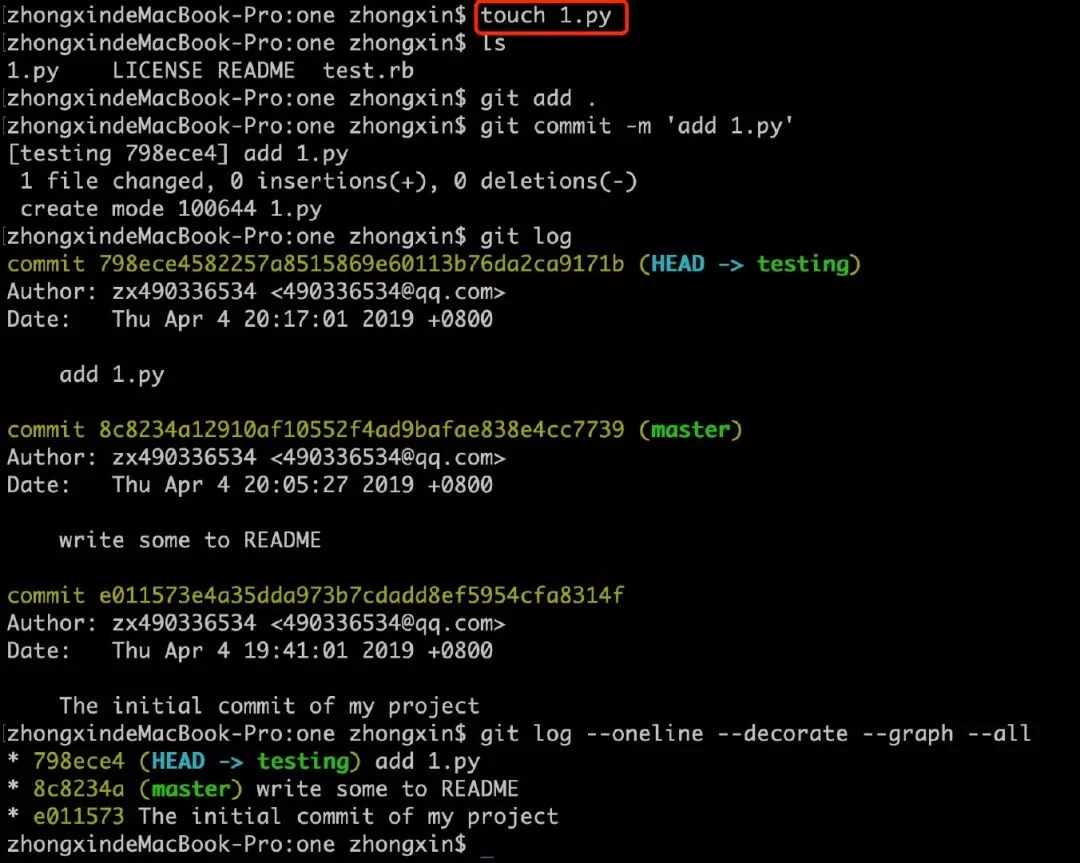 zhongxindeMacBook-Pro:one zhongxin$ touch 1.py
zhongxindeMacBook-Pro:one zhongxin$ ls
1.py    LICENSE README  test.rb
zhongxindeMacBook-Pro:one zhongxin$ git add .
zhongxindeMacBook-Pro:one zhongxin$ git commit -m 'add 1.py'
[testing 798ece4] add 1.py
 1 file changed, 0 insertions(+), 0 deletions(-)
 create mode 100644 1.py
zhongxindeMacBook-Pro:one zhongxin$ git log
commit 798ece4582257a8515869e60113b76da2ca9171b (HEAD -> testing)
Author: zx490336534 <490336534@qq.com>
Date:   Thu Apr 4 20:17:01 2019 +0800
    add 1.py
commit 8c8234a12910af10552f4ad9bafae838e4cc7739 (master)
Author: zx490336534 <490336534@qq.com>
Date:   Thu Apr 4 20:05:27 2019 +0800
    write some to README
commit e011573e4a35dda973b7cdadd8ef5954cfa8314f
Author: zx490336534 <490336534@qq.com>
Date:   Thu Apr 4 19:41:01 2019 +0800
    The initial commit of my project
zhongxindeMacBook-Pro:one zhongxin$ git log --oneline --decorate --graph --all
* 798ece4 (HEAD -> testing) add 1.py
* 8c8234a (master) write some to README
* e011573 The initial commit of my project
zhongxindeMacBook-Pro:one zhongxin$